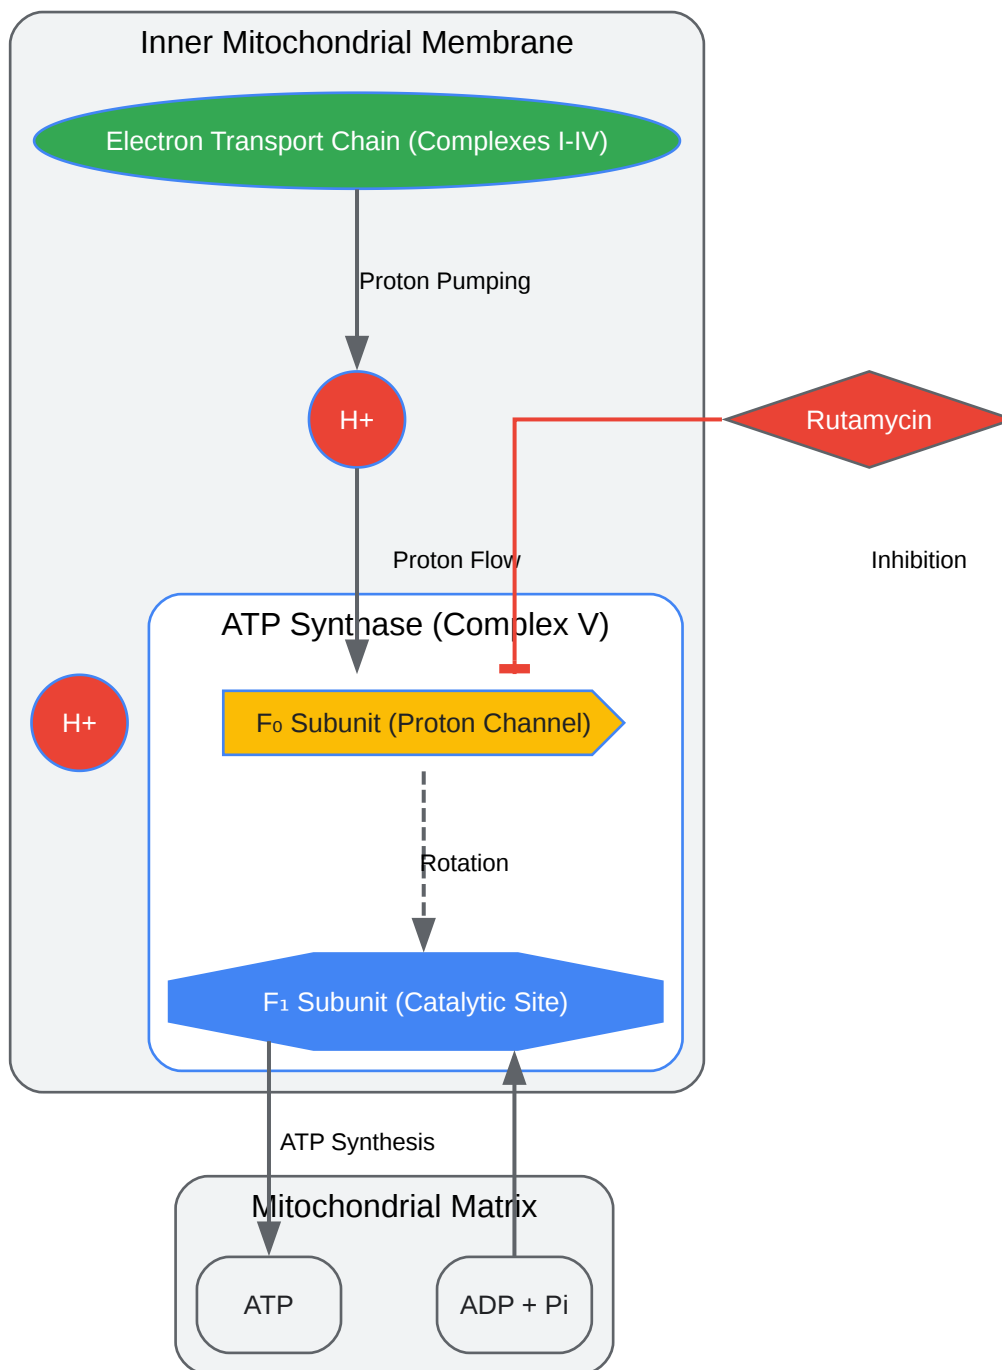 Inner Mitochondrial Membrane
Electron Transport Chain (Complexes I-IV)
Proton Pumping
H+
Rutamycin
Proton Flow
Inhibition
ATP Synthase (Complex V)
H+
F₀ Subunit (Proton Channel)
Rotation
F₁ Subunit (Catalytic Site)
ATP Synthesis
Mitochondrial Matrix
ATP
ADP + Pi